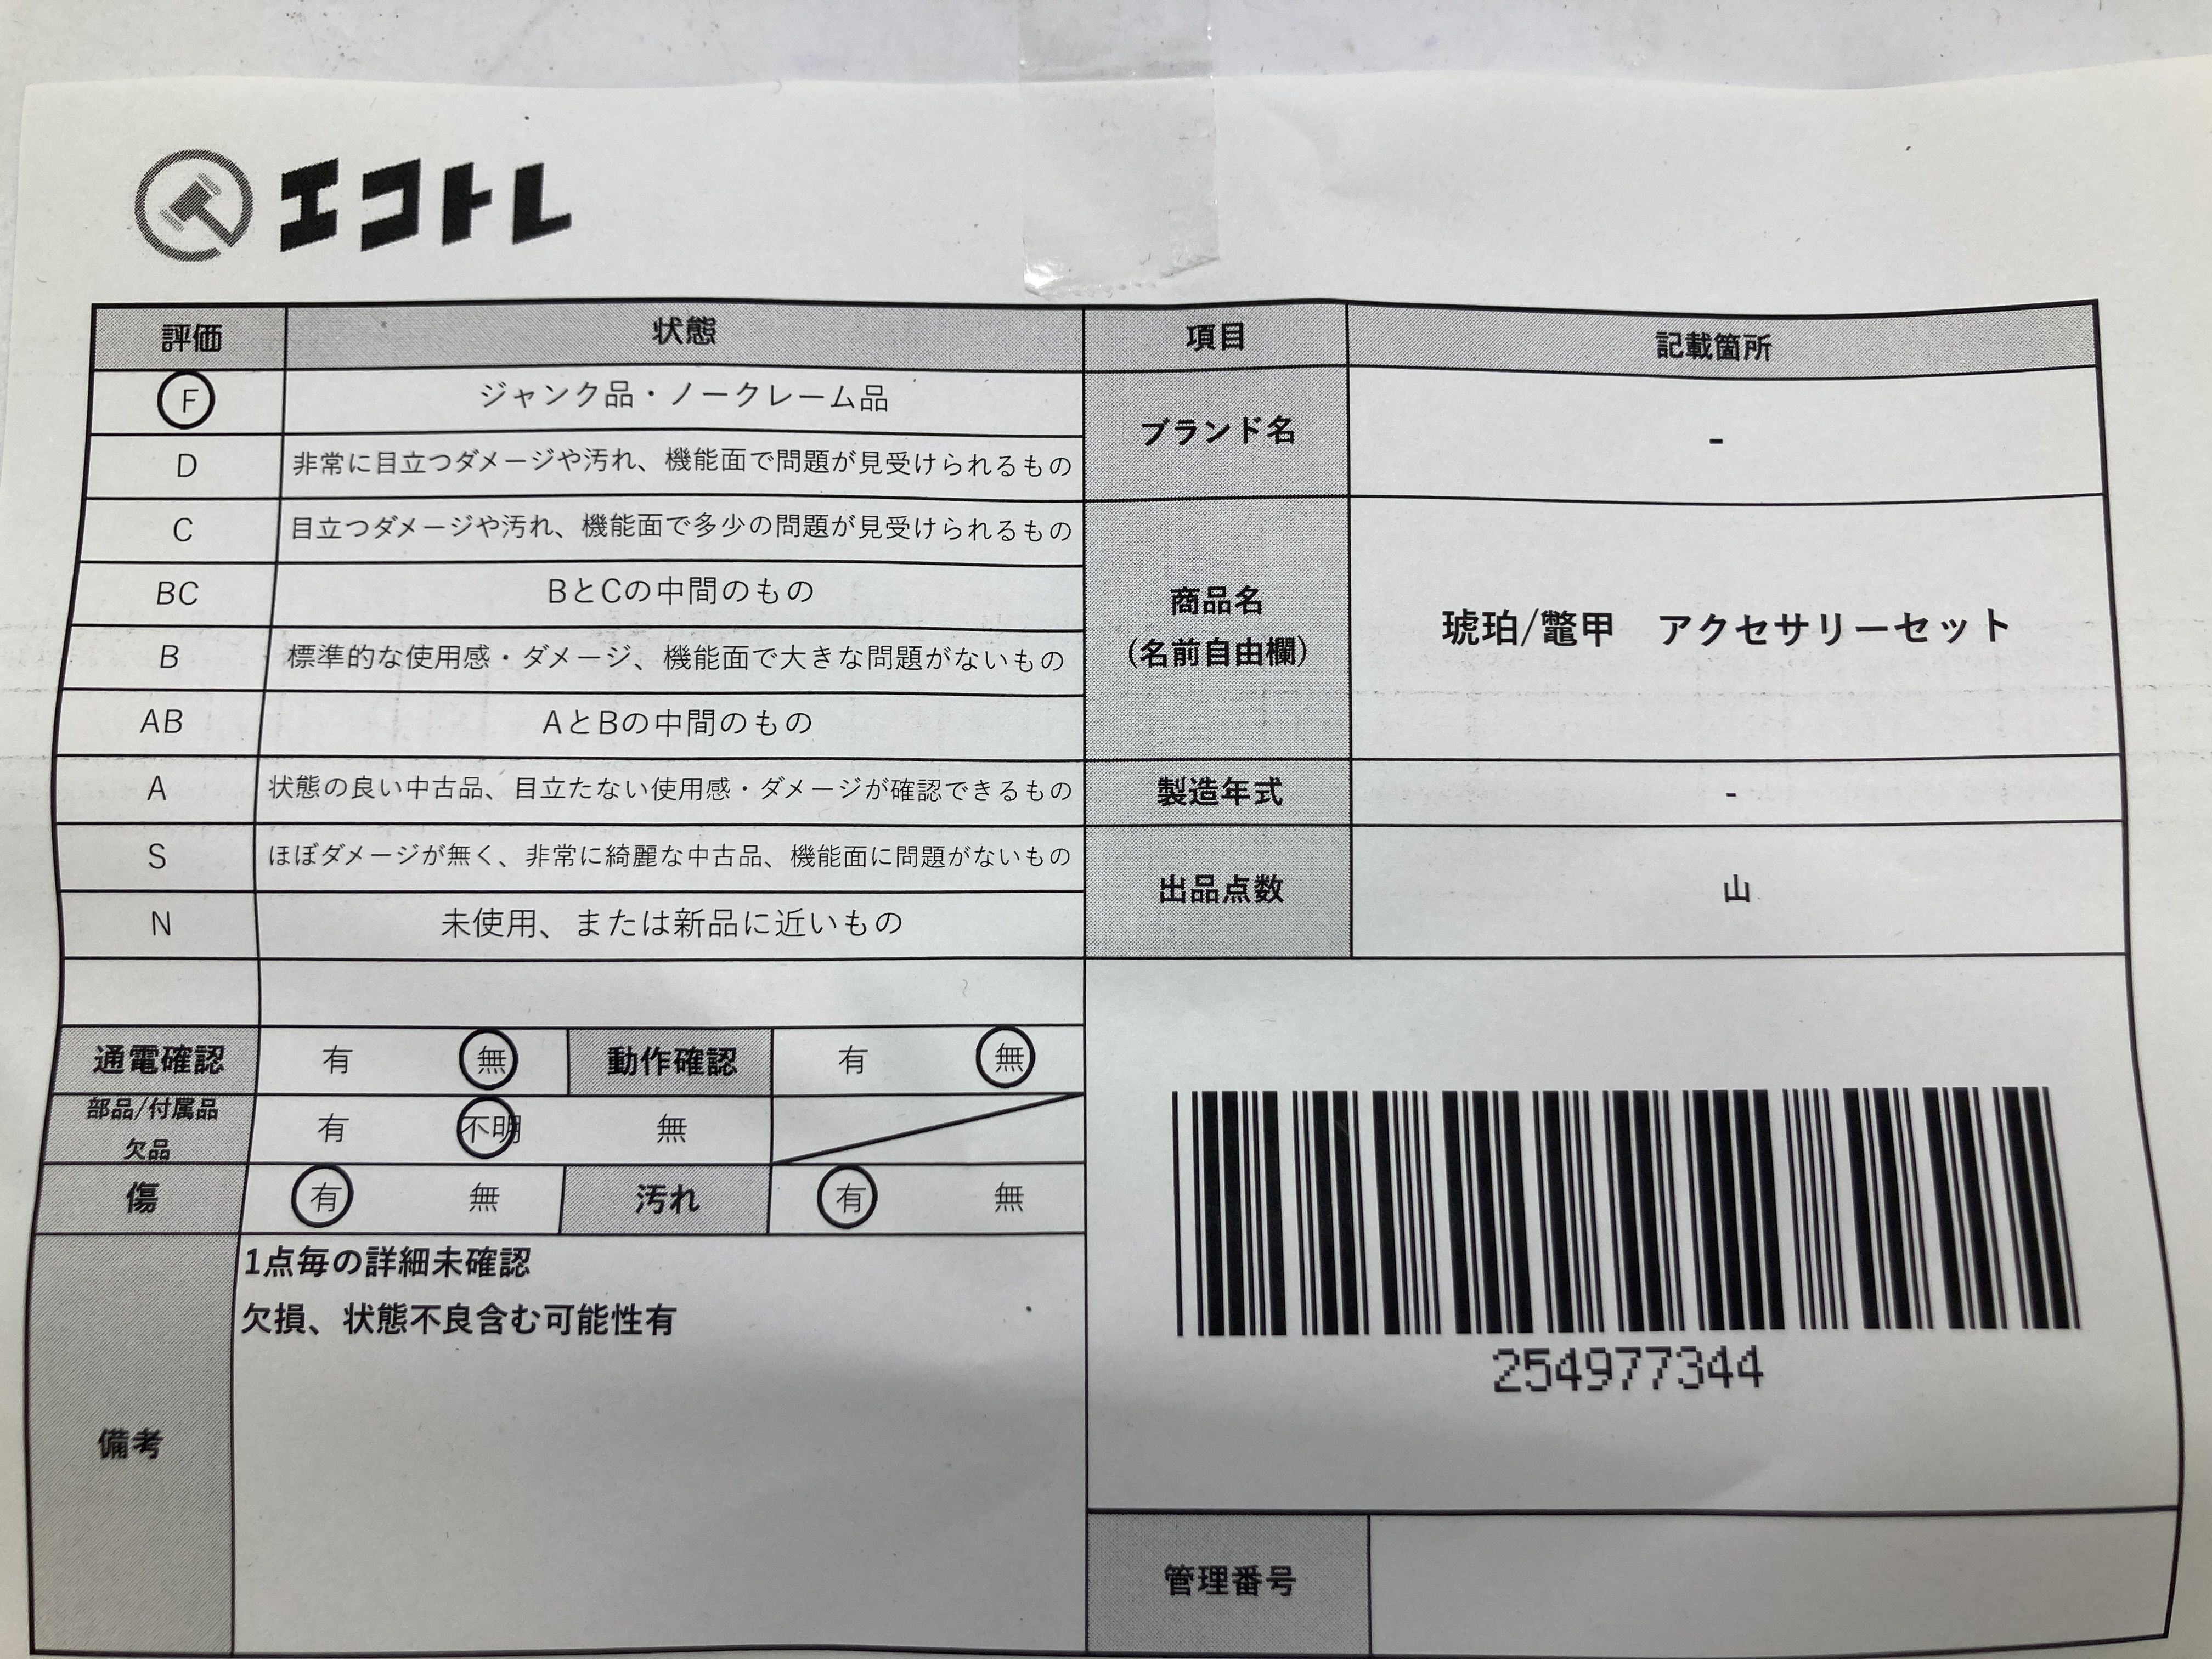 エコトレ
評価 状態 項目 記載箇所
F ジャンク品・ノークレーム品
D 非常に目立つダメージや汚れ、機能面で問題が見受けられるもの
ブランド名 -
C 目立つダメージや汚れ、機能面で多少の問題が見受けられるもの
BC BとCの中間のもの
B 標準的な使用感・ダメージ、機能面で大きな問題がないもの
AB AとBの中間のもの
商品名
(名前自由欄)
琥珀/鼈甲 アクセサリーセット
A 状態の良い中古品、目立たない使用感・ダメージが確認できるもの
製造年式 -
S ほぼダメージが無く、非常に綺麗な中古品、機能面に問題がないもの
N 未使用、または新品に近いもの
出品点数 山
通電確認 有 無 動作確認 有 無
部品/付属品
欠品
有 不明 無
傷 有 無 汚れ 有 無
備考
1点毎の詳細未確認
欠損、状態不良含む可能性有
254977344
管理番号